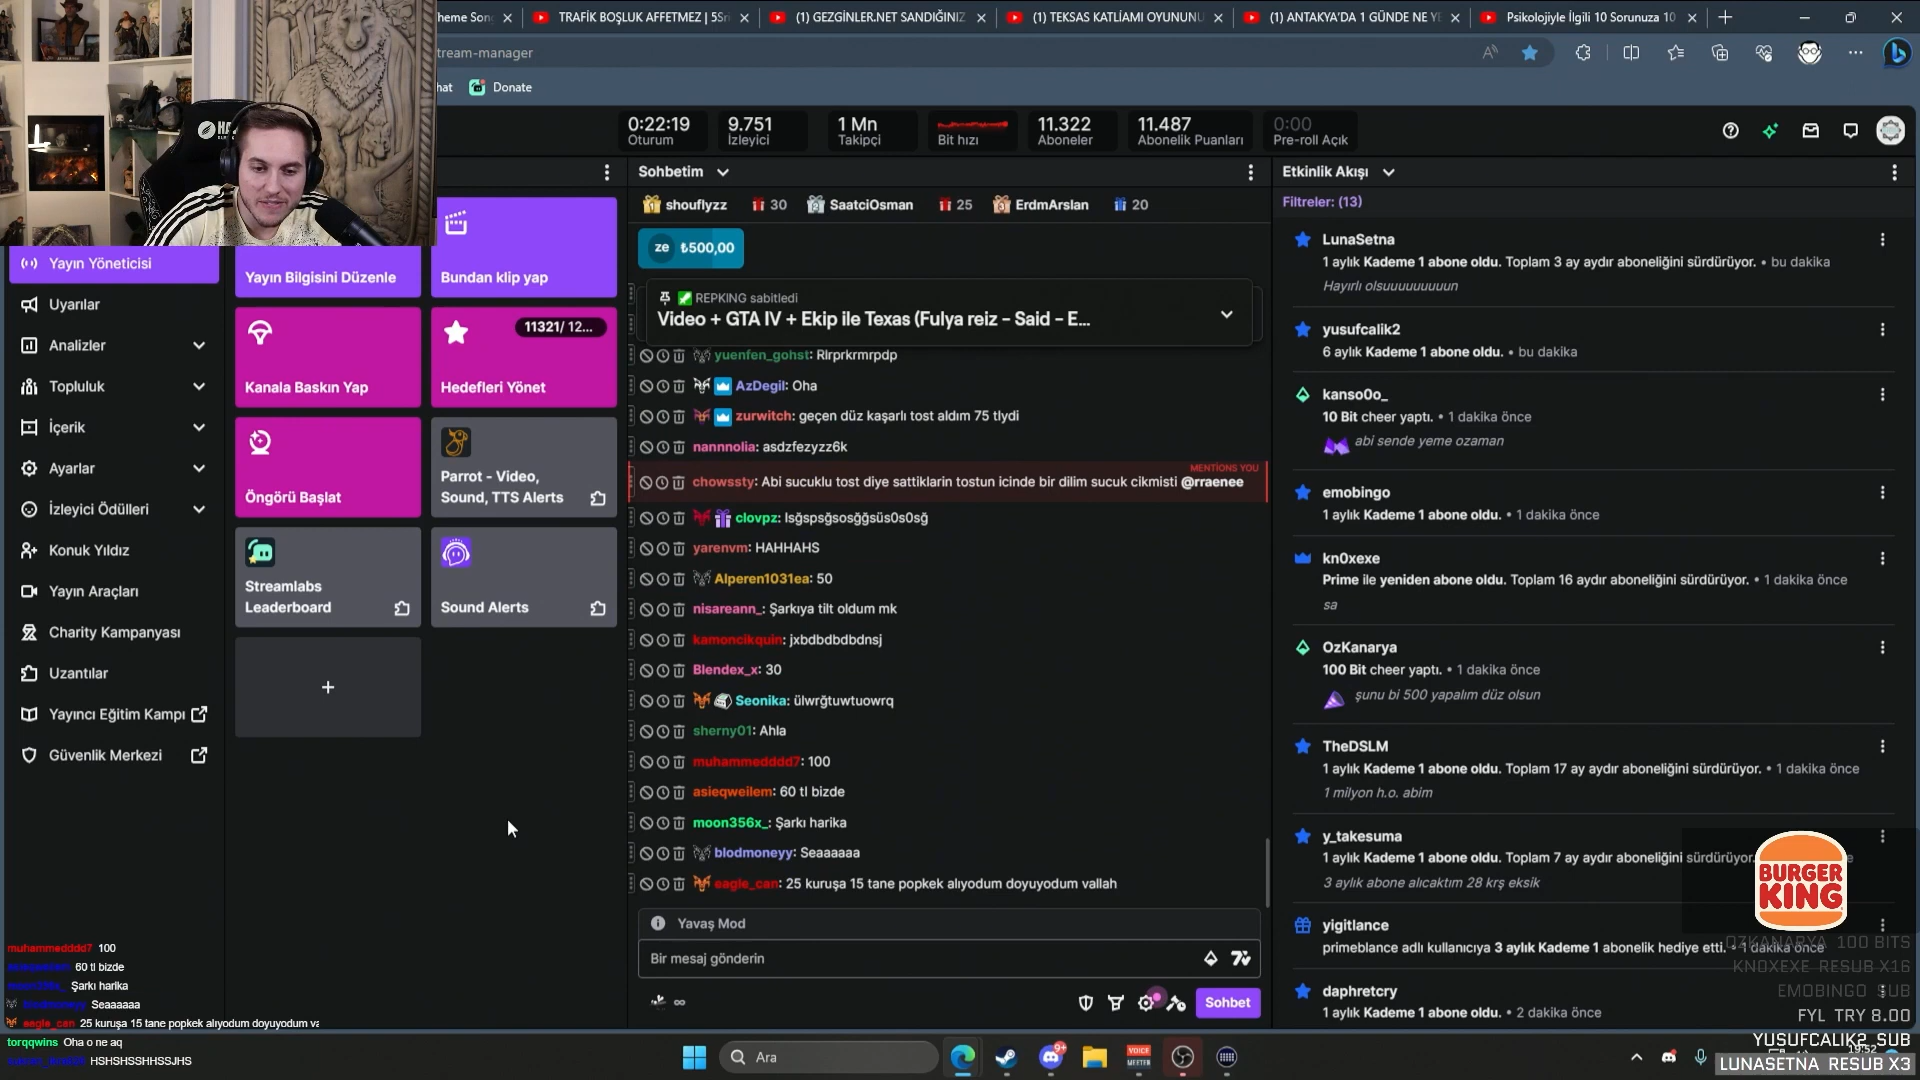 heme Song
TRAFİK BOŞLUK AFFETMEZ | 5Sri
(1) GEZGİNLER.NET SANDIĞINIZ
(1) TEKSAS KATLİAMI OYUNUNU
(1) ANTAKYA'DA 1 GÜNDE NE YE
Psikolojiyle İlgili 10 Sorunuza 10
tream-manager
hat
Donate
0:22:19
Oturum
9.751
İzleyici
1 Mn
Takipçi
Bit hızı
11.322
Aboneler
11.487
Abonelik Puanları
0:00
Pre-roll Açık
Yayın Yöneticisi
Uyarılar
Analizler
Topluluk
İçerik
Ayarlar
İzleyici Ödülleri
Konuk Yıldız
Yayın Araçları
Charity Kampanyası
Uzantılar
Yayıncı Eğitim Kampı
Güvenlik Merkezi
Yayın Bilgisini Düzenle
Bundan klip yap
Kanala Baskın Yap
11321/ 12...
Hedefleri Yönet
Öngörü Başlat
Parrot - Video,
Sound, TTS Alerts
Streamlabs
Leaderboard
Sound Alerts
Sohbetim
shouflyzz 30
SaatciOsman 25
ErdmArslan 20
ze ₺500,00
REPKING sabitledi
Video + GTA IV + Ekip ile Texas (Fulya reiz - Said - E...
yuenfen_gohst: Rlrprkrmrpdp
AzDegil: Oha
zurwitch: geçen düz kaşarlı tost aldım 75 tlydi
nannnolia: asdzfezyzz6k
MENTIONS YOU
chowssty: Abi sucuklu tost diye sattiklarin tostun icinde bir dilim sucuk cikmisti @rraenee
clovpz: lsğspsğsosğğsüs0s0sğ
yarenvm: HAHHAHS
Alperen1031ea: 50
nisareann_: Şarkıya tilt oldum mk
kamoncikquin: jxbdbdbdbdnsj
Blendex_x: 30
Seonika: ülwrğtuwtuowrq
sherny01: Ahla
muhammedddd7: 100
asieqweilem: 60 tl bizde
moon356x_: Şarkı harika
blodmoneyy: Seaaaaaa
eagle_can: 25 kuruşa 15 tane popkek alıyodum doyuyodum vallah
Yavaş Mod
Bir mesaj gönderin
Sohbet
Etkinlik Akışı
Filtreler: (13)
LunaSetna
1 aylık Kademe 1 abone oldu. Toplam 3 ay aydır aboneliğini sürdürüyor. • bu dakika
Hayırlı olsuuuuuuuuun
yusufcalik2
6 aylık Kademe 1 abone oldu. • bu dakika
kanso0o_
10 Bit cheer yaptı. • 1 dakika önce
abi sende yeme ozaman
emobingo
1 aylık Kademe 1 abone oldu. • 1 dakika önce
kn0xexe
Prime ile yeniden abone oldu. Toplam 16 aydır aboneliğini sürdürüyor. • 1 dakika önce
sa
OzKanarya
100 Bit cheer yaptı. • 1 dakika önce
şunu bi 500 yapalım düz olsun
TheDSLM
1 aylık Kademe 1 abone oldu. Toplam 17 ay aydır aboneliğini sürdürüyor. • 1 dakika önce
1 milyon h.o. abim
y_takesuma
1 aylık Kademe 1 abone oldu. Toplam 7 ay aydır aboneliğini sürdürüyor.
3 aylık abone alıcaktım 28 krş eksik
yigitlance
primeblance adlı kullanıcıya 3 aylık Kademe 1 abonelik hediye etti. • 1 dakika önce
daphretcry
1 aylık Kademe 1 abone oldu. • 2 dakika önce
BURGER
KING
OZKANARYA 100 BITS
KN0XEXE RESUB X16
EMOBINGO SUB
FYL TRY 8.00
YUSUFCALIK2 SUB
LUNASETNA RESUB X3
muhammedddd7 100
60 tl bizde
Şarkı harika
Seaaaaaa
eagle_can 25 kuruşa 15 tane popkek alıyodum doyuyodum va
torqqwins Oha o ne aq
HSHSHSSHHSSJHS
Ara
VOICE
MEETER
9+
19:52